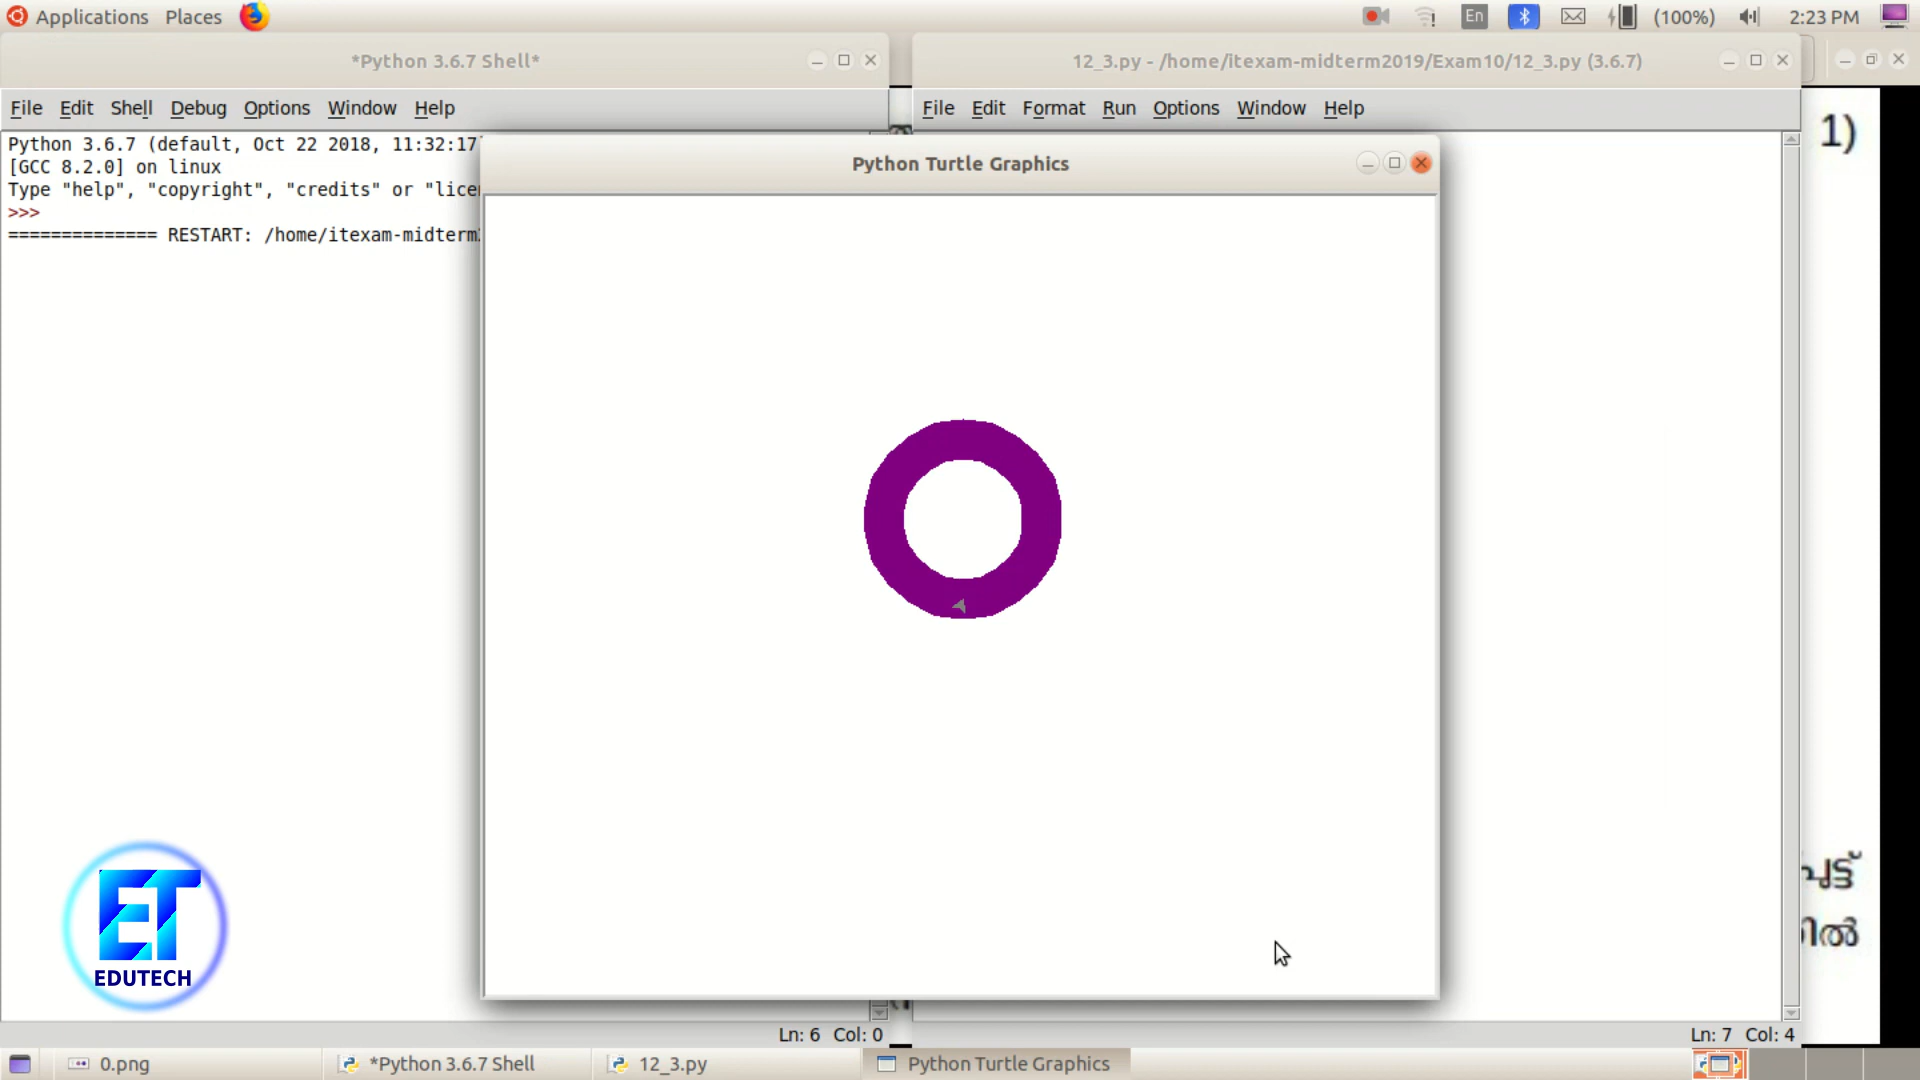 Applications Places
En
(100%)
2:23 PM
*Python 3.6.7 Shell*
12_3.py - /home/itexam-midterm2019/Exam10/12_3.py (3.6.7)
File Edit Shell Debug Options Window Help
File Edit Format Run Options Window Help
Python 3.6.7 (default, Oct 22 2018, 11:32:17
[GCC 8.2.0] on linux
Type "help", "copyright", "credits" or
>>>
============== RESTART:
Python Turtle Graphics
1)
ET
EDUTECH
Ln: 6 Col: 0
Ln: 7 Col: 4
0.png
*Python 3.6.7 Shell
12_3.py
Python Turtle Graphics